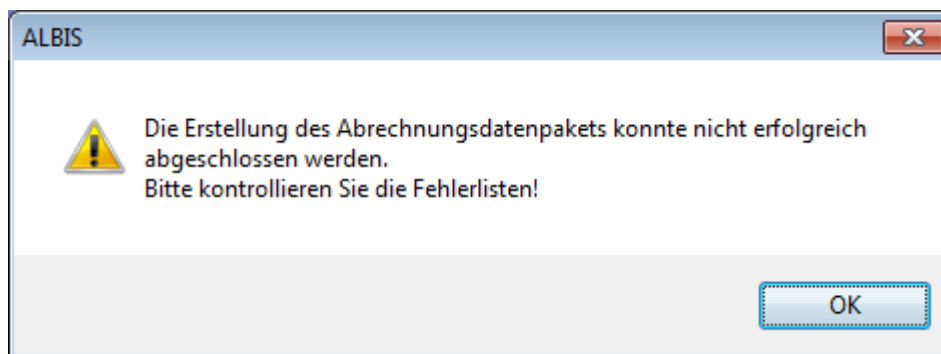 ALBIS
Die Erstellung des Abrechnungsdatenpakets konnte nicht erfolgreich
abgeschlossen werden.
Bitte kontrollieren Sie die Fehlerlisten!
OK